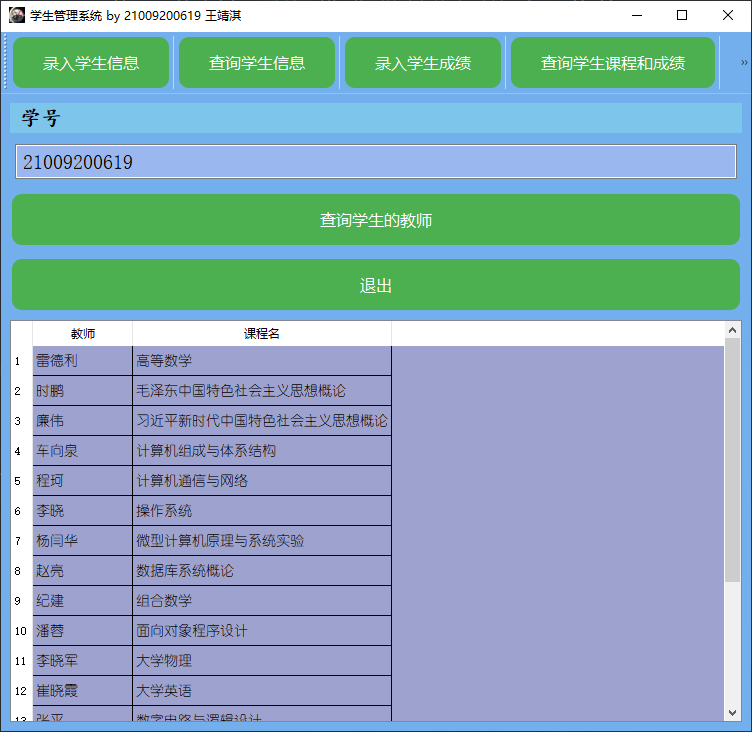 学生管理系统 by 21009200619 王靖淇
录入学生信息 查询学生信息 录入学生成绩 查询学生课程和成绩 »
学号
21009200619
查询学生的教师
退出
教师 课程名
1 雷德利 高等数学
2 时鹏 毛泽东中国特色社会主义思想概论
3 廉伟 习近平新时代中国特色社会主义思想概论
4 车向泉 计算机组成与体系结构
5 程珂 计算机通信与网络
6 李晓 操作系统
7 杨闫华 微型计算机原理与系统实验
8 赵亮 数据库系统概论
9 纪建 组合数学
10 潘蓉 面向对象程序设计
11 李晓军 大学物理
12 崔晓霞 大学英语
13 张平 数字电路与逻辑设计